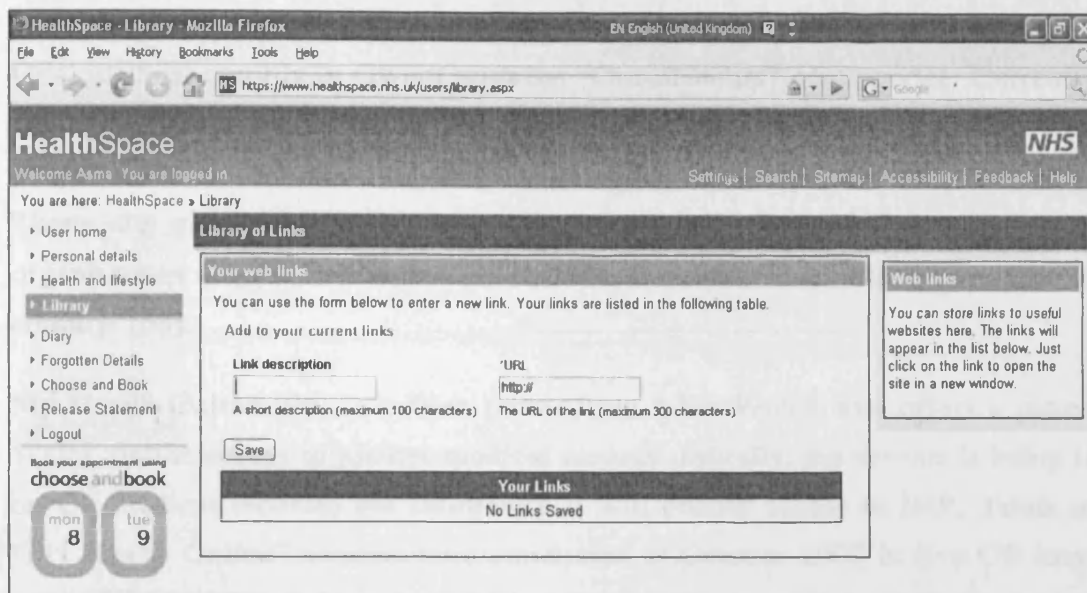 HealthSpace - Library - Mozilla Firefox
EN English (United Kingdom)
File Edit View History Bookmarks Tools Help
HS https://www.healthspace.nhs.uk/users/library.aspx
G Google
HealthSpace
NHS
Welcome Asma You are logged in
Settings | Search | Sitemap | Accessibility | Feedback | Help
You are here: HealthSpace » Library
User home
Personal details
Health and lifestyle
Library
Diary
Forgotten Details
Choose and Book
Release Statement
Logout
Book your appointment using
choose and book
mon
8
tue
9
Library of Links
Your web links
You can use the form below to enter a new link. Your links are listed in the following table.
Add to your current links
Link description
*URL
http://
A short description (maximum 100 characters)
The URL of the link (maximum 300 characters)
Save
Your Links
No Links Saved
Web links
You can store links to useful
websites here. The links will
appear in the list below. Just
click on the link to open the
site in a new window.